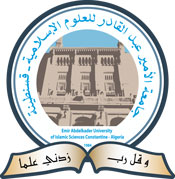 جامعة الأمير عبد القادر للعلوم الإسلامية - قسنطينة
Emir Abdelkader University
of Islamic Sciences Constantine - Algeria
1984
وقل رب
زدني علما